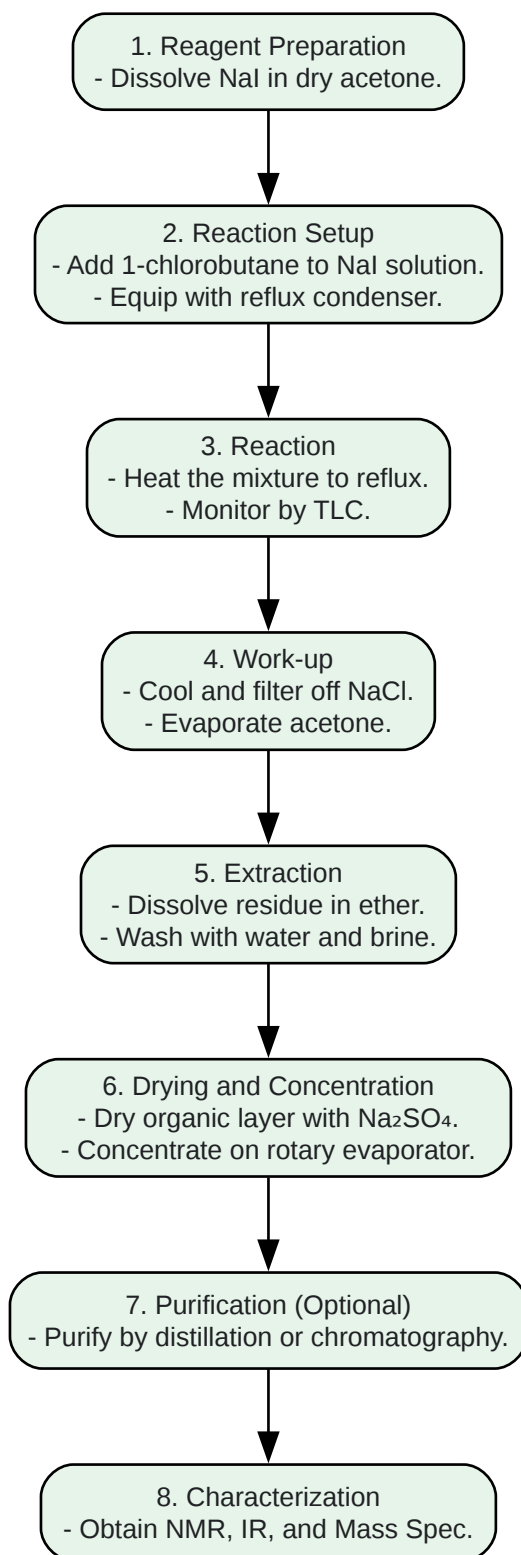 1. Reagent Preparation
- Dissolve NaI in dry acetone.
2. Reaction Setup
- Add 1-chlorobutane to NaI solution.
- Equip with reflux condenser.
3. Reaction
- Heat the mixture to reflux.
- Monitor by TLC.
4. Work-up
- Cool and filter off NaCl.
- Evaporate acetone.
5. Extraction
- Dissolve residue in ether.
- Wash with water and brine.
6. Drying and Concentration
- Dry organic layer with Na₂SO₄.
- Concentrate on rotary evaporator.
7. Purification (Optional)
- Purify by distillation or chromatography.
8. Characterization
- Obtain NMR, IR, and Mass Spec.